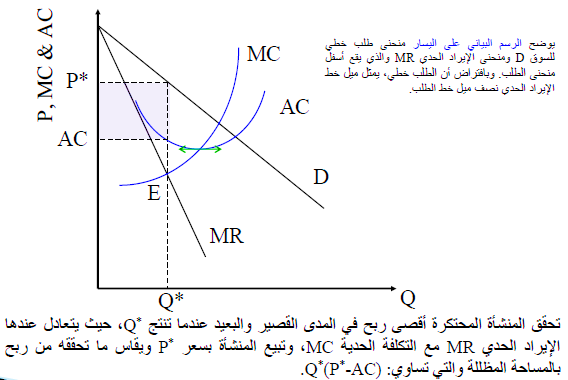 يوضح الرسم البياني على اليسار منحنى طلب خطي
للسوق D ومنحنى الإيراد الحدي MR والذي يقع أسفل
منحنى الطلب. وبافتراض أن الطلب خطي، يمثل ميل خط
الإيراد الحدي نصف ميل خط الطلب.
P, MC & AC
MC
P*
AC
AC
D
E
MR
Q*
Q
تحقق المنشأة المحتكرة أقصى ربح في المدى القصير والبعيد عندما تنتج Q*، حيث يتعادل عندها
الإيراد الحدي MR مع التكلفة الحدية MC، وتبيع المنشأة بسعر P* ويقاس ما تحققه من ربح
بالمساحة المظللة والتي تساوي: Q*(P*-AC).